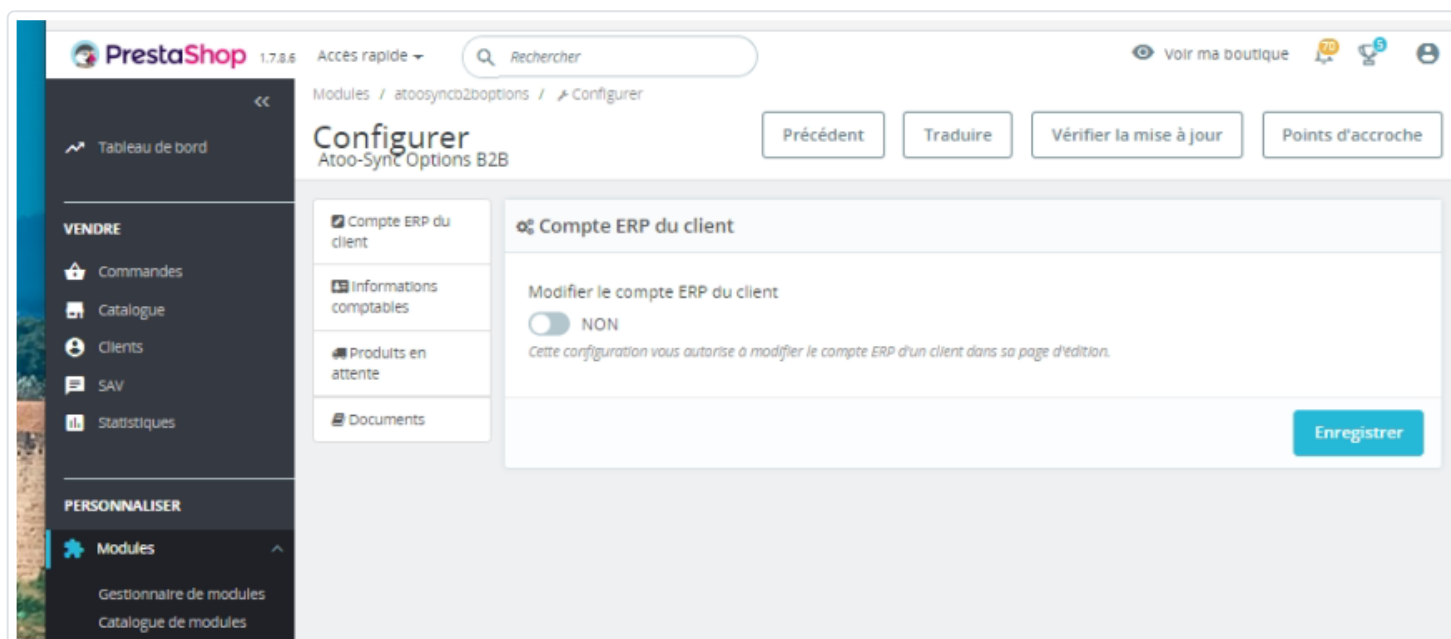 PrestaShop 1.7.8.6 Accès rapide Rechercher Voir ma boutique 70 5
Modules / atoosyncb2boptions / Configurer
Configurer
Atoo-Sync Options B2B
Précédent Traduire Vérifier la mise à jour Points d'accroche
Tableau de bord
VENDRE
Commandes
Catalogue
Clients
SAV
Statistiques
PERSONNALISER
Modules
Gestionnaire de modules
Catalogue de modules
Compte ERP du
client
Informations
comptables
Produits en
attente
Documents
Compte ERP du client
Modifier le compte ERP du client
NON
Cette configuration vous autorise à modifier le compte ERP d'un client dans sa page d'édition.
Enregistrer